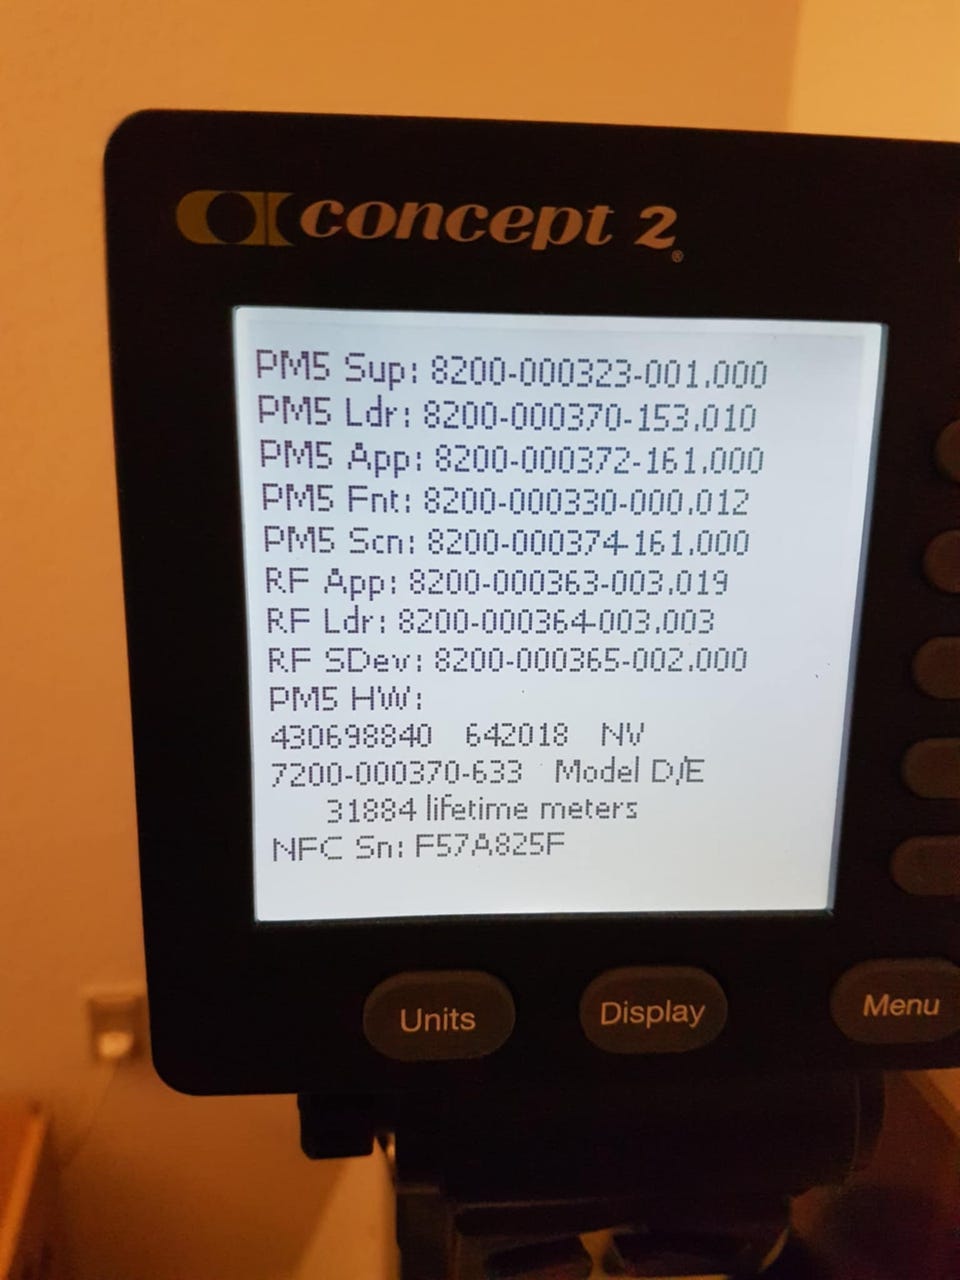 concept 2®
PM5 Sup: 8200-000323-001.000
PM5 Ldr: 8200-000370-153.010
PM5 App: 8200-000372-161.000
PM5 Fnt: 8200-000330-000.012
PM5 Scn: 8200-000374-161.000
RF App: 8200-000363-003.019
RF Ldr: 8200-000364-003.003
RF SDev: 8200-000365-002.000
PM5 HW:
430698840 642018 NV
7200-000370-633 Model D/E
31884 lifetime meters
NFC Sn: F57A825F
Units Display Menu